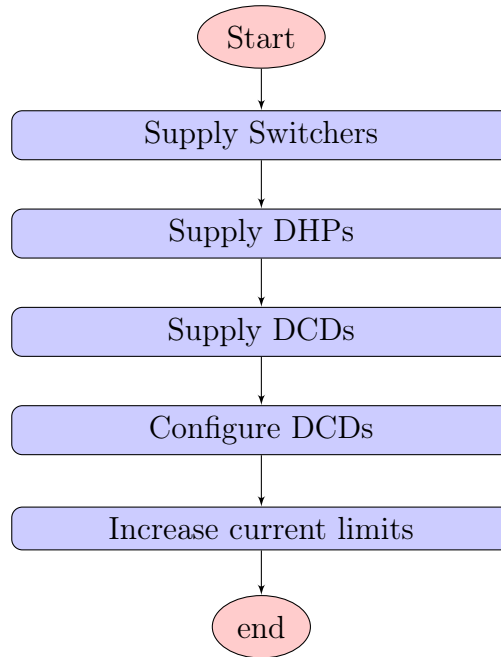 Start
Supply Switchers
Supply DHPs
Supply DCDs
Configure DCDs
Increase current limits
end